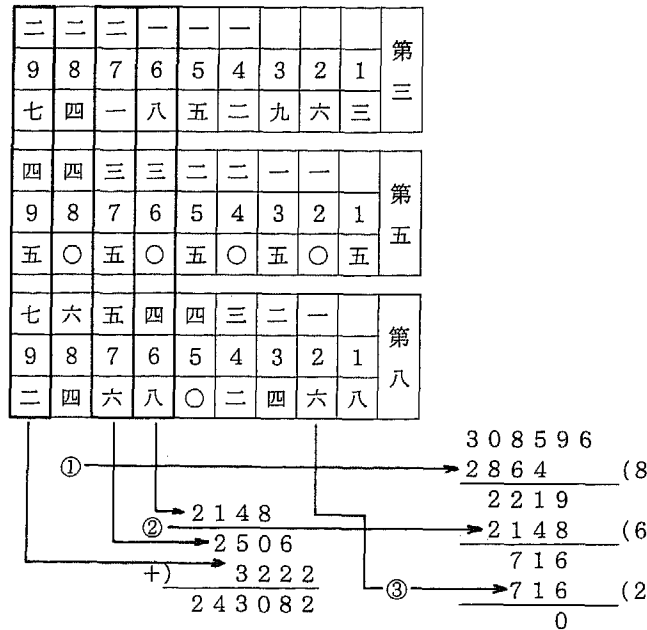 二 二 二 一 一 一
9 8 7 6 5 4 3 2 1
七 四 一 八 五 二 九 六 三
第三
四 四 三 三 二 二 一 一
9 8 7 6 5 4 3 2 1
五 〇 五 〇 五 〇 五 〇 五
第五
七 六 五 四 四 三 二 一
9 8 7 6 5 4 3 2 1
二 四 六 八 〇 二 四 六 八
第八
308596
① 2864 (8
2219
2148
② 2148 (6
2506
716
+) 3222
③ 716 (2
243082
0